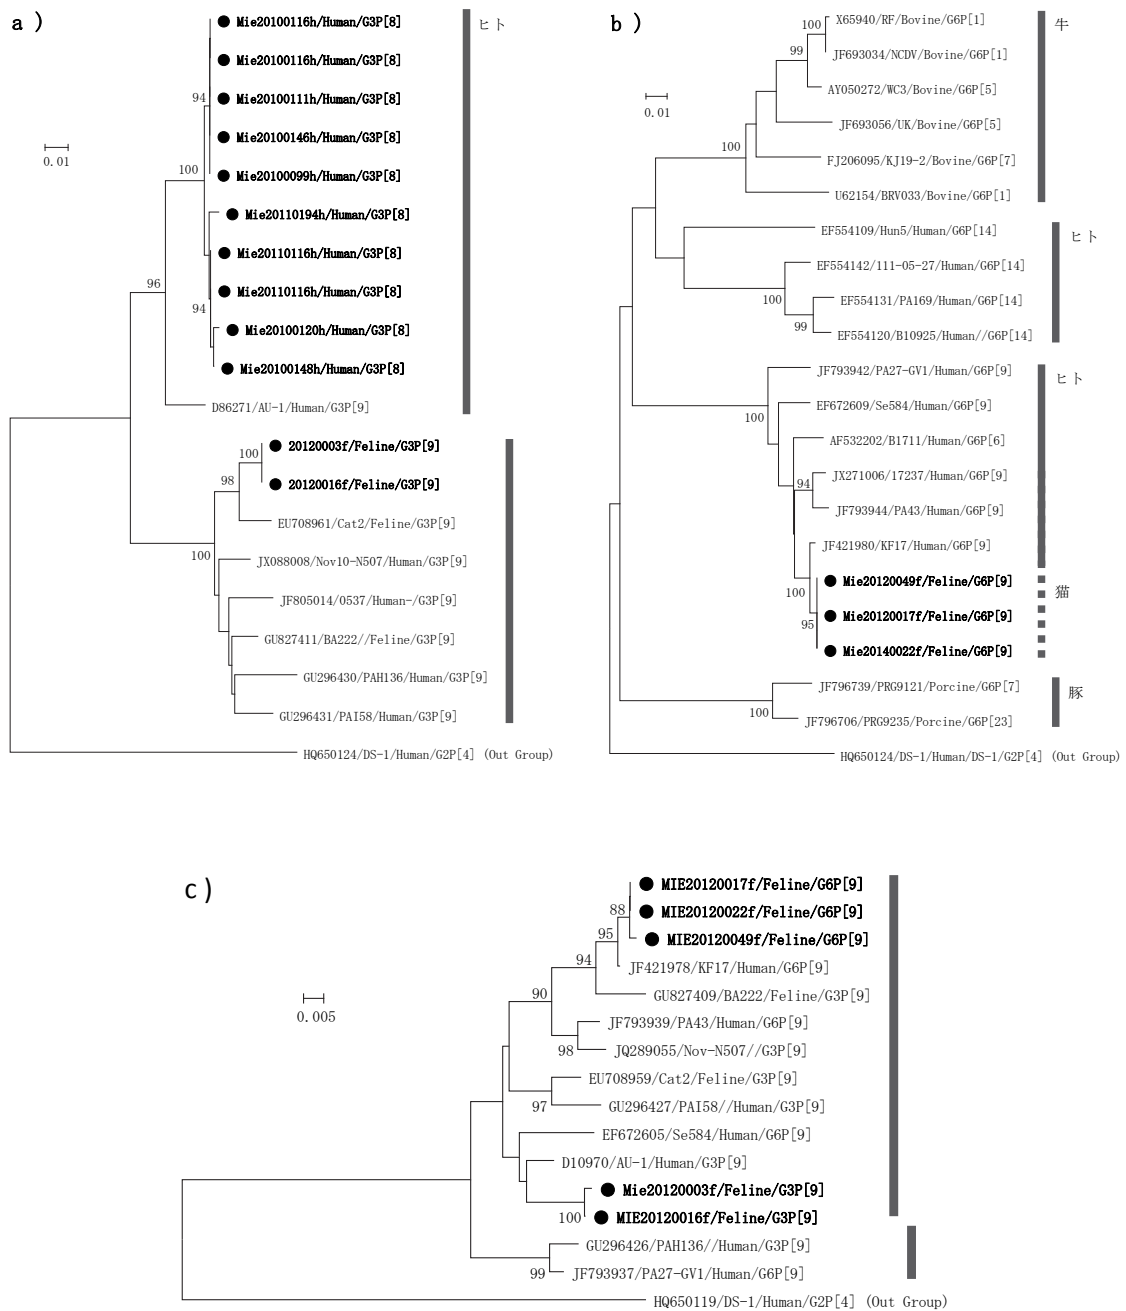 a )
Mie20100116h/Human/G3P[8]
ヒト
Mie20100116h/Human/G3P[8]
94
Mie20100111h/Human/G3P[8]
Mie20100146h/Human/G3P[8]
0.01
100
Mie20100099h/Human/G3P[8]
Mie20110194h/Human/G3P[8]
Mie20110116h/Human/G3P[8]
96
Mie20110116h/Human/G3P[8]
94
Mie20100120h/Human/G3P[8]
Mie20100148h/Human/G3P[8]
D86271/AU-1/Human/G3P[9]
20120003f/Feline/G3P[9]
100
98
20120016f/Feline/G3P[9]
EU708961/Cat2/Feline/G3P[9]
100
JX088008/Nov10-N507/Human/G3P[9]
JF805014/0537/Human-/G3P[9]
GU827411/BA222//Feline/G3P[9]
GU296430/PAH136/Human/G3P[9]
GU296431/PAI58/Human/G3P[9]
HQ650124/DS-1/Human/G2P[4] (Out Group)
b )
X65940/RF/Bovine/G6P[1]
牛
100
99
JF693034/NCDV/Bovine/G6P[1]
AY050272/WC3/Bovine/G6P[5]
0.01
JF693056/UK/Bovine/G6P[5]
100
FJ206095/KJ19-2/Bovine/G6P[7]
U62154/BRV033/Bovine/G6P[1]
EF554109/Hun5/Human/G6P[14]
ヒト
EF554142/111-05-27/Human/G6P[14]
100
EF554131/PA169/Human/G6P[14]
99
EF554120/B10925/Human//G6P[14]
JF793942/PA27-GV1/Human/G6P[9]
ヒト
100
EF672609/Se584/Human/G6P[9]
AF532202/B1711/Human/G6P[6]
JX271006/17237/Human/G6P[9]
94
JF793944/PA43/Human/G6P[9]
JF421980/KF17/Human/G6P[9]
Mie20120049f/Feline/G6P[9]
猫
100
Mie20120017f/Feline/G6P[9]
95
Mie20140022f/Feline/G6P[9]
JF796739/PRG9121/Porcine/G6P[7]
豚
100
JF796706/PRG9235/Porcine/G6P[23]
HQ650124/DS-1/Human/DS-1/G2P[4] (Out Group)
c )
MIE20120017f/Feline/G6P[9]
88
MIE20120022f/Feline/G6P[9]
95
MIE20120049f/Feline/G6P[9]
94
JF421978/KF17/Human/G6P[9]
90
GU827409/BA222/Feline/G3P[9]
0.005
JF793939/PA43/Human/G6P[9]
98
JQ289055/Nov-N507//G3P[9]
EU708959/Cat2/Feline/G3P[9]
97
GU296427/PAI58//Human/G3P[9]
EF672605/Se584/Human/G6P[9]
D10970/AU-1/Human/G3P[9]
Mie20120003f/Feline/G3P[9]
100
MIE20120016f/Feline/G3P[9]
GU296426/PAH136//Human/G3P[9]
99
JF793937/PA27-GV1/Human/G6P[9]
HQ650119/DS-1/Human/G2P[4] (Out Group)